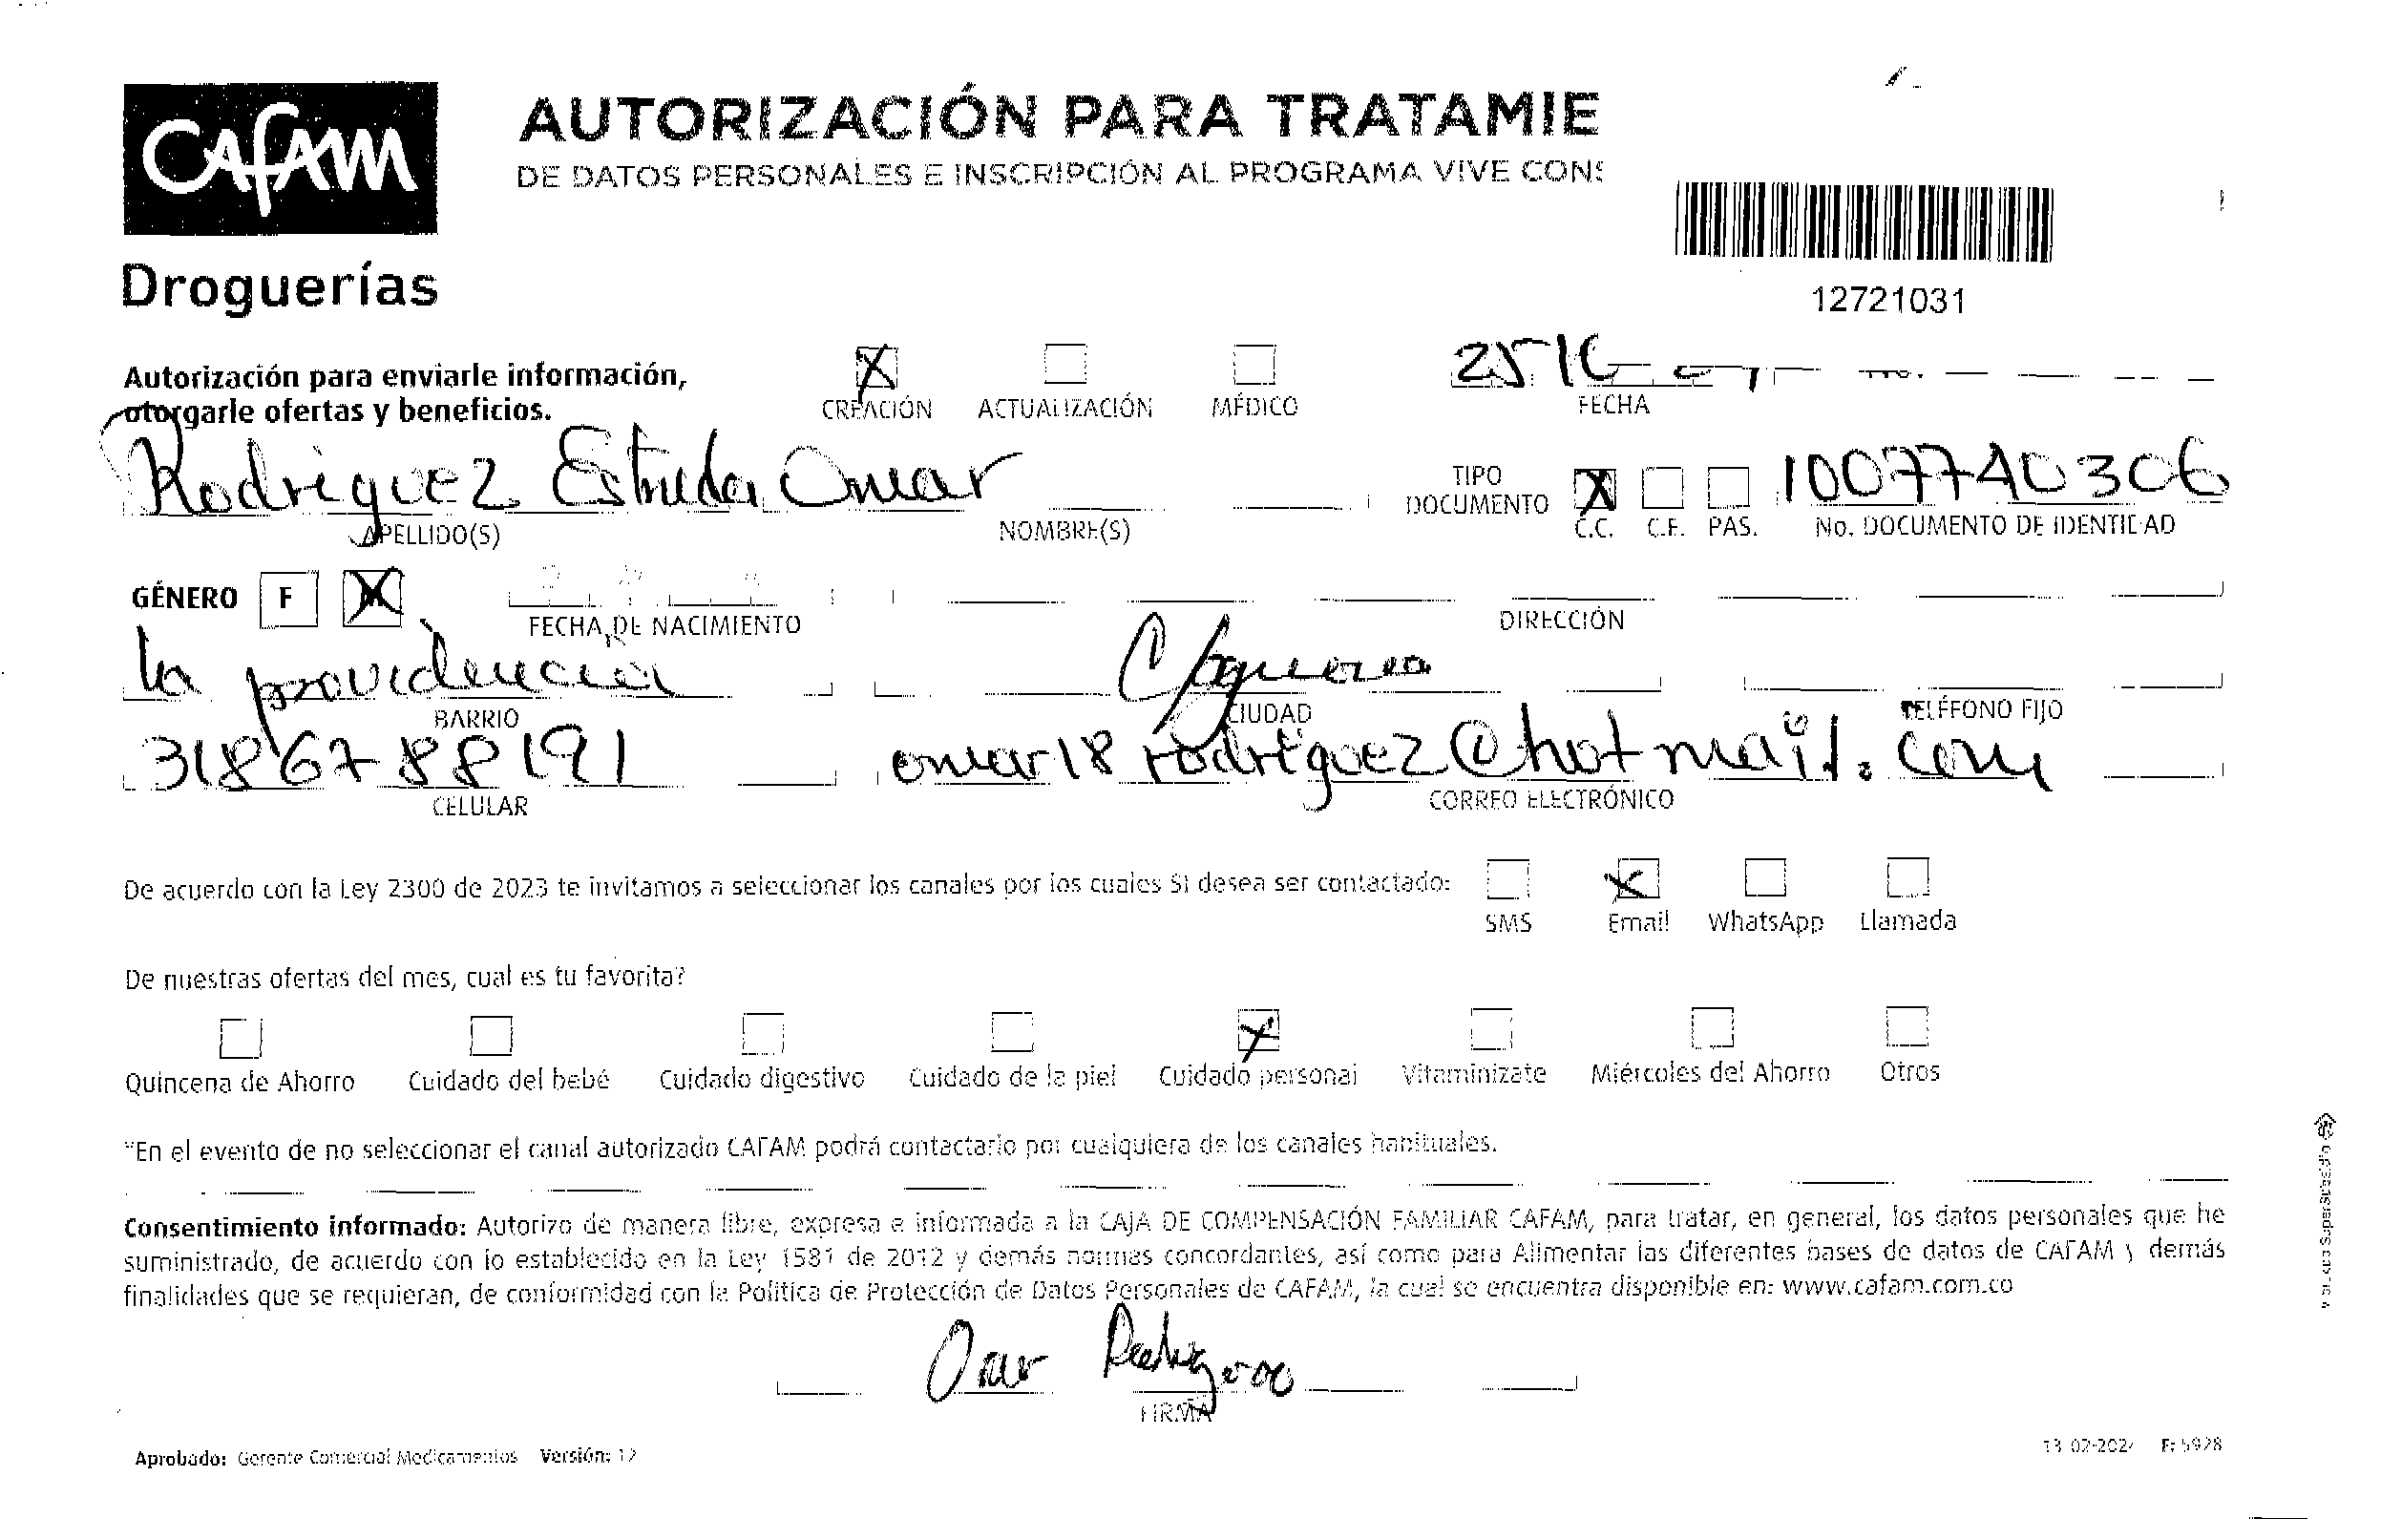 CAFAM
Droguerías
AUTORIZACIÓN PARA TRATAMIE
DE DATOS PERSONALES E INSCRIPCIÓN AL PROGRAMA VIVE CONS
12721031
Autorización para enviarle información,
otorgarle ofertas y beneficios.
X CREACIÓN ACTUALIZACIÓN MÉDICO
FECHA
Rodriguez Estrada Omar
APELLIDO(S) NOMBRE(S)
TIPO DOCUMENTO X C.C. C.E. PAS. 1007740306
No. DOCUMENTO DE IDENTIDAD
GÉNERO F X
FECHA DE NACIMIENTO DIRECCIÓN
la providencia
BARRIO CIUDAD TELÉFONO FIJO
3186788191 omar18rodriguez@hotmail.com
CELULAR CORREO ELECTRÓNICO
De acuerdo con la Ley 2300 de 2023 te invitamos a seleccionar los canales por los cuales SI desea ser contactado:
SMS X Email WhatsApp Llamada
De nuestras ofertas del mes, cual es tu favorita?
Quincena de Ahorro Cuidado del bebé Cuidado digestivo Cuidado de la piel X Cuidado personal Vitaminízate Miércoles del Ahorro Otros
*En el evento de no seleccionar el canal autorizado CAFAM podrá contactarlo por cualquiera de los canales habituales.
Consentimiento informado: Autorizo de manera libre, expresa e informada a la CAJA DE COMPENSACIÓN FAMILIAR CAFAM, para tratar, en general, los datos personales que he
suministrado, de acuerdo con lo establecido en la Ley 1581 de 2012 y demás normas concordantes, así como para Alimentar las diferentes bases de datos de CAFAM y demás
finalidades que se requieran, de conformidad con la Política de Protección de Datos Personales de CAFAM, la cual se encuentra disponible en: www.cafam.com.co
Omar Rodriguez
FIRMA
Aprobado: Gerente Comercial Medicamentos Versión: 12
13-02-2024 F: 5928